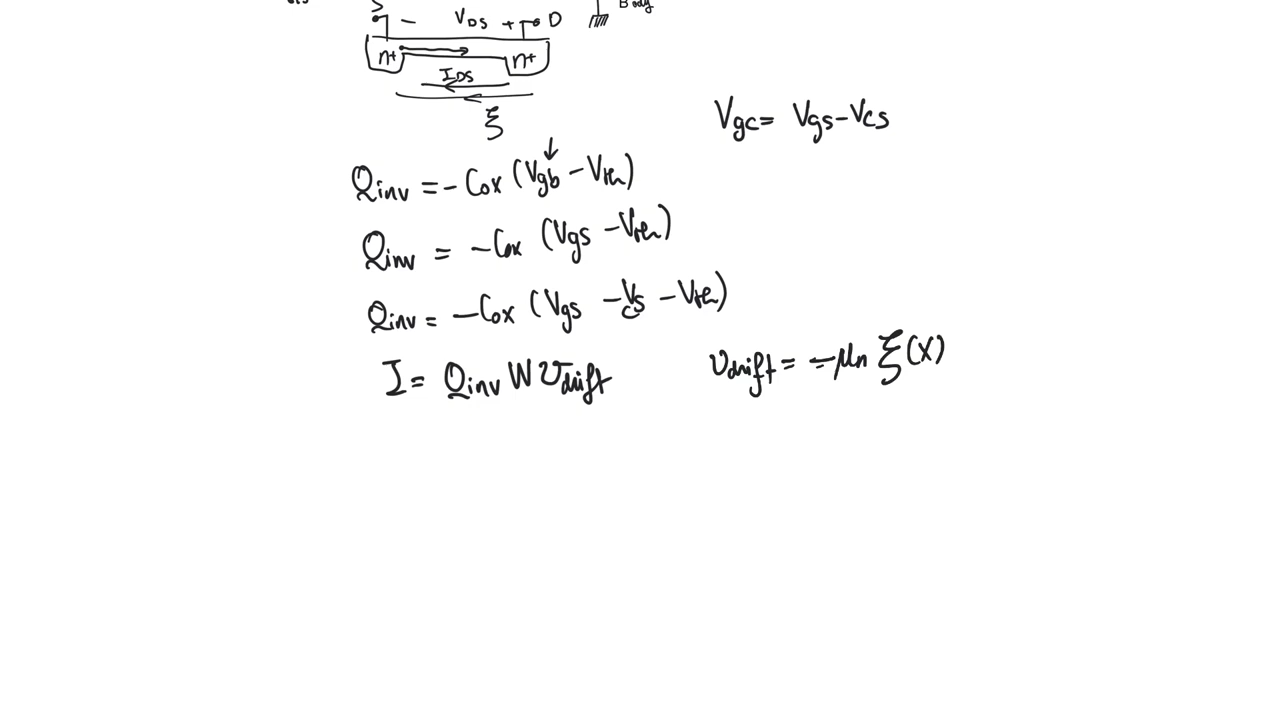 S - V_DS + D Body
n+ n+
I_DS
ξ
V_gc = V_gs - V_cs
Q_inv = - C_ox (V_gb - V_th)
Q_inv = - C_ox (V_gs - V_th)
Q_inv = - C_ox (V_gs - V_cs - V_th)
I = Q_inv W v_drift v_drift = - μ_n ξ(x)